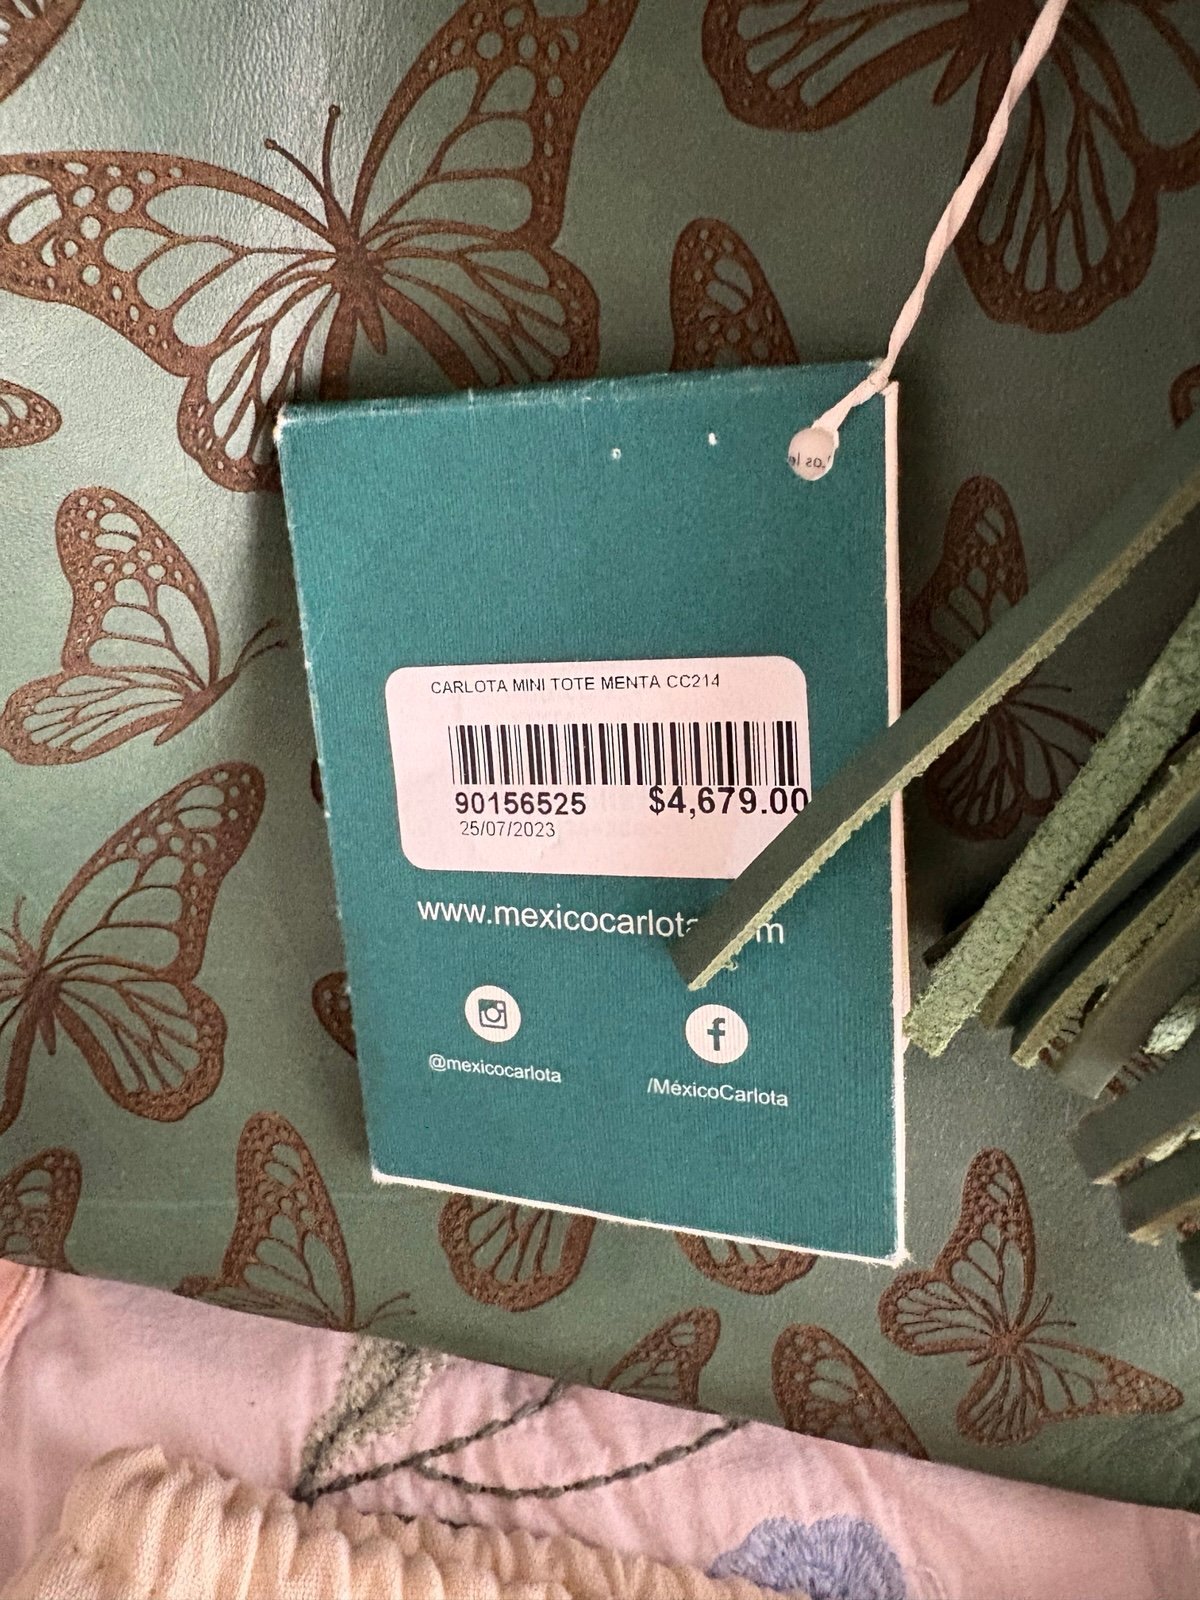 CARLOTA MINI TOTE MENTA CC214
90156525 $4,679.00
25/07/2023
www.mexicocarlota
@mexicocarlota
/MéxicoCarlota